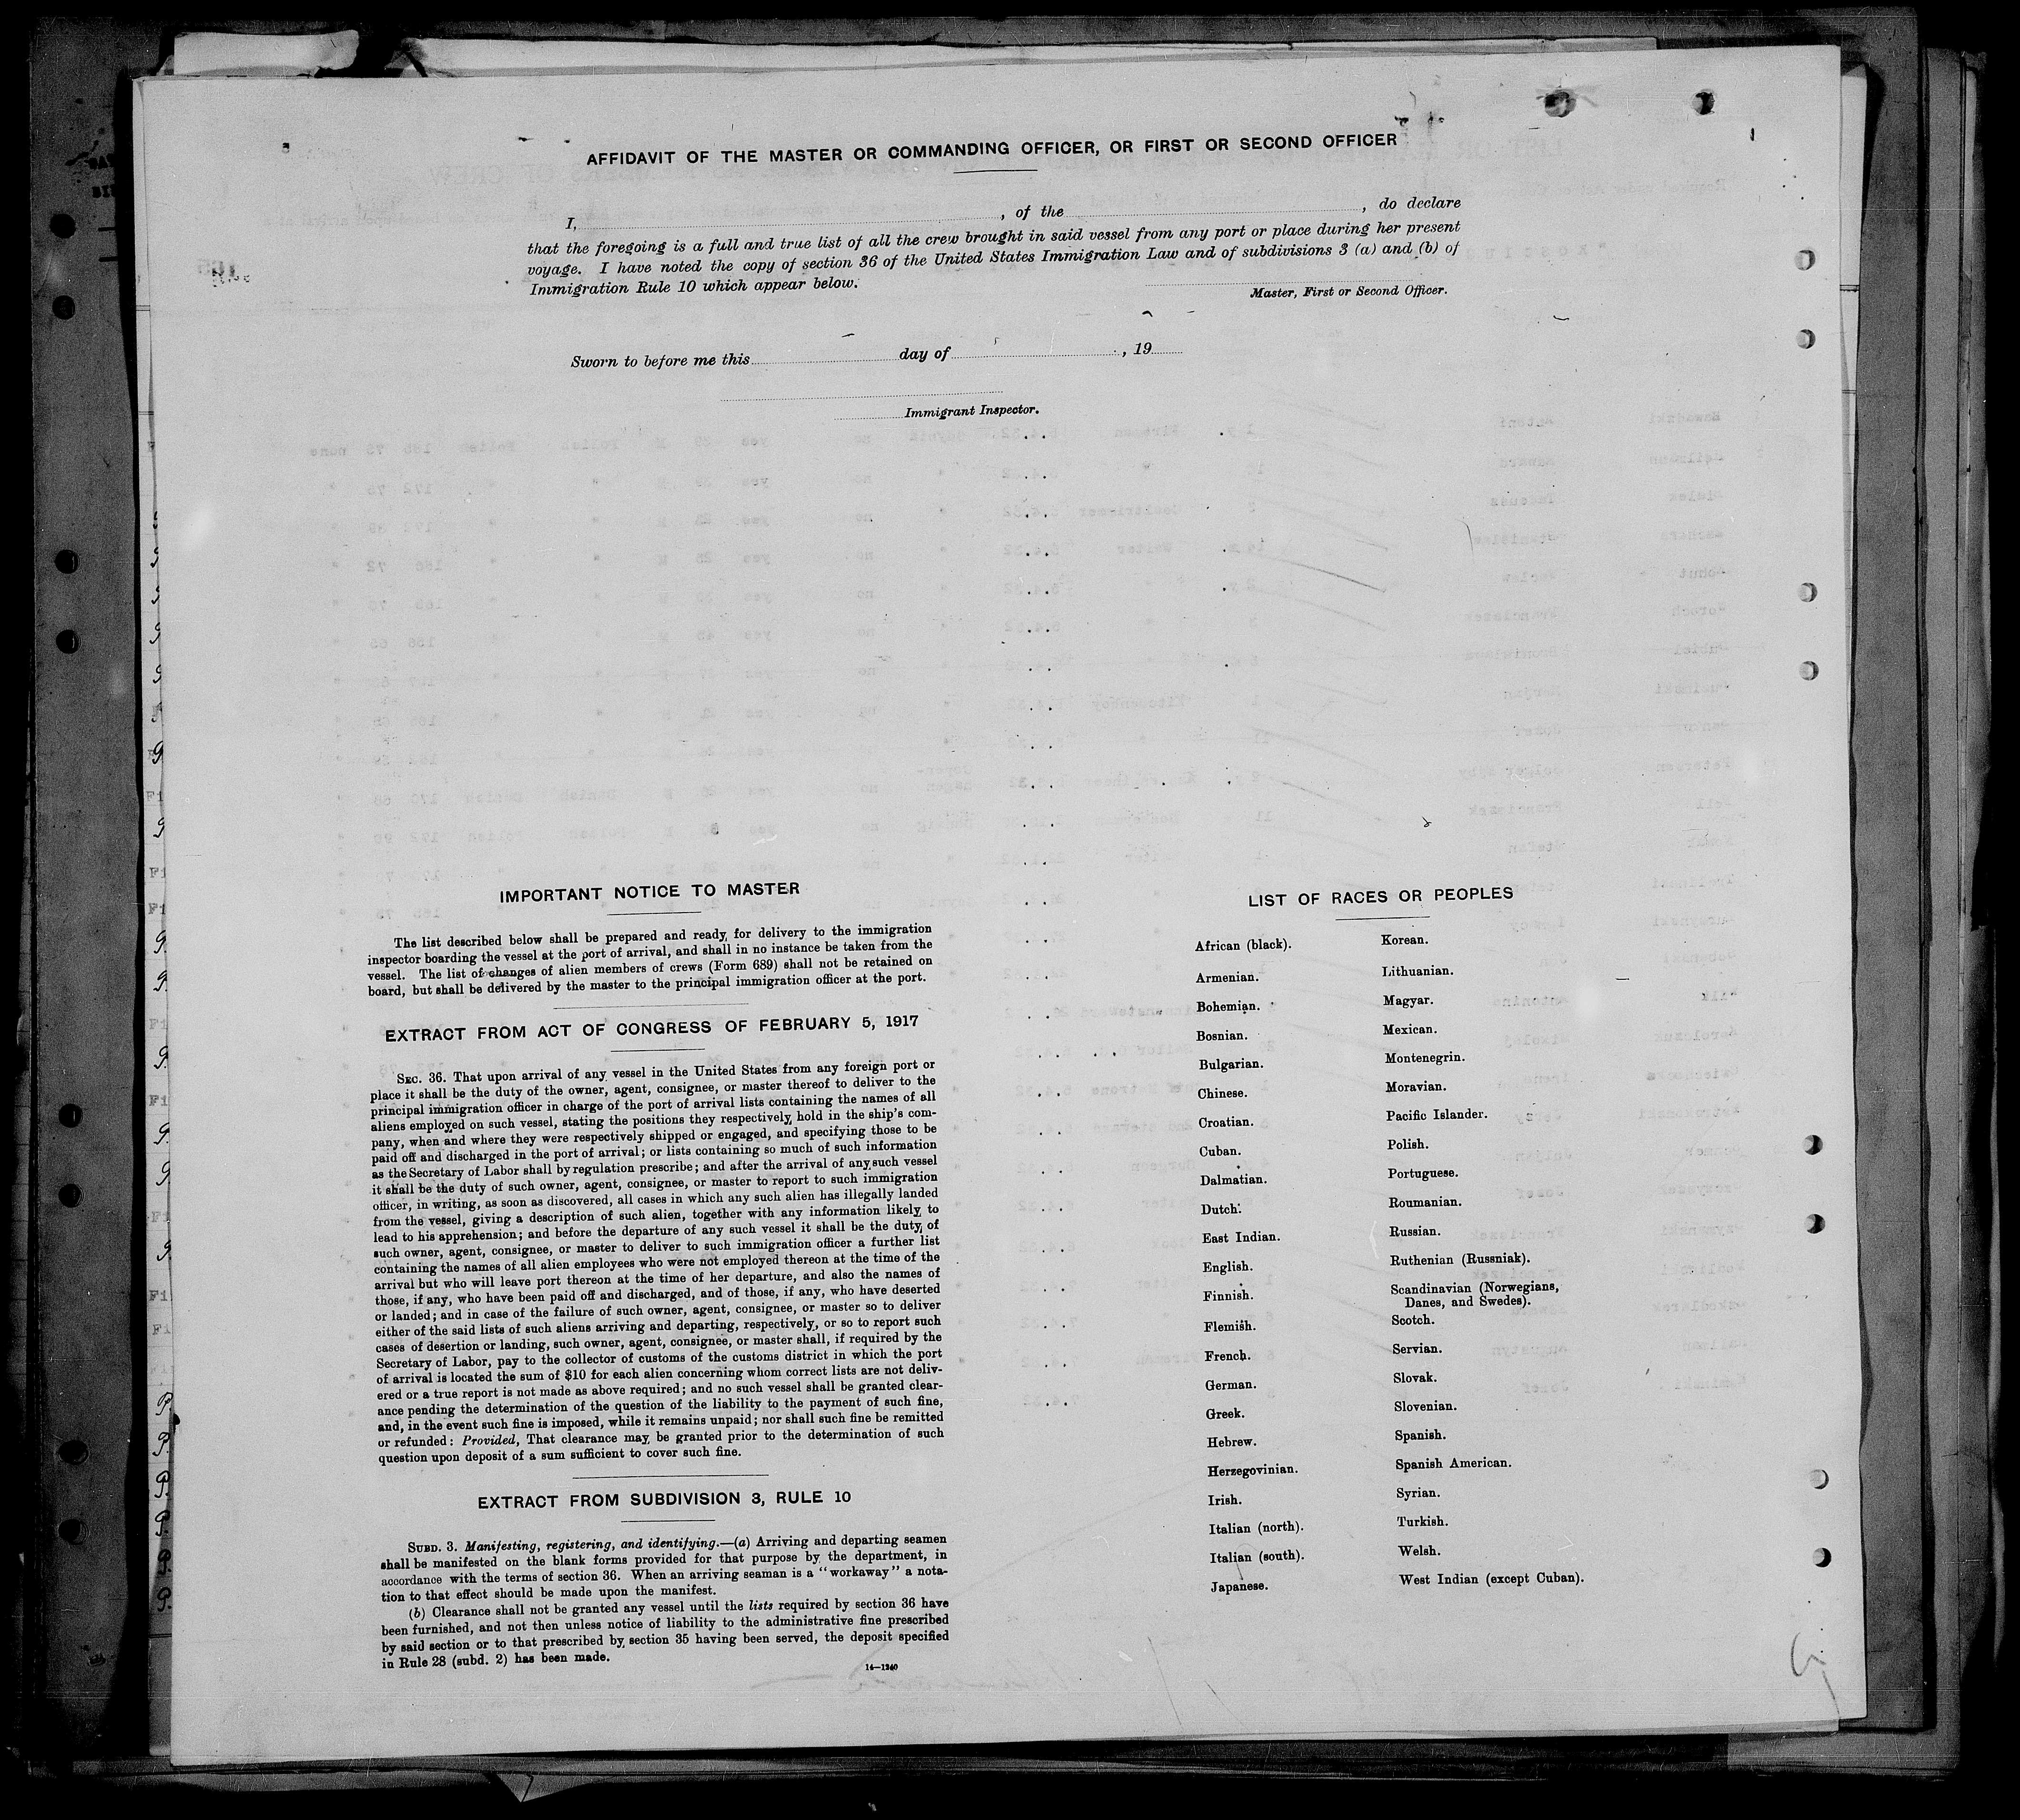 AFFIDAVIT OF THE MASTER OR COMMANDING OFFICER, OR FIRST OR SECOND OFFICER
I, , of the , do declare
that the foregoing is a full and true list of all the crew brought in said vessel from any port or place during her present
voyage. I have noted the copy of section 36 of the United States Immigration Law and of subdivisions 3 (a) and (b) of
Immigration Rule 10 which appear below.
Master, First or Second Officer.
Sworn to before me this day of , 19
Immigrant Inspector.
IMPORTANT NOTICE TO MASTER
The list described below shall be prepared and ready for delivery to the immigration
inspector boarding the vessel at the port of arrival, and shall in no instance be taken from the
vessel. The list of changes of alien members of crews (Form 689) shall not be retained on
board, but shall be delivered by the master to the principal immigration officer at the port.
EXTRACT FROM ACT OF CONGRESS OF FEBRUARY 5, 1917
SEC. 36. That upon arrival of any vessel in the United States from any foreign port or
place it shall be the duty of the owner, agent, consignee, or master thereof to deliver to the
principal immigration officer in charge of the port of arrival lists containing the names of all
aliens employed on such vessel, stating the positions they respectively hold in the ship's com-
pany, when and where they were respectively shipped or engaged, and specifying those to be
paid off and discharged in the port of arrival; or lists containing so much of such information
as the Secretary of Labor shall by regulation prescribe; and after the arrival of any such vessel
it shall be the duty of such owner, agent, consignee, or master to report to such immigration
officer, in writing, as soon as discovered, all cases in which any such alien has illegally landed
from the vessel, giving a description of such alien, together with any information likely to
lead to his apprehension; and before the departure of any such vessel it shall be the duty of
such owner, agent, consignee, or master to deliver to such immigration officer a further list
containing the names of all alien employees who were not employed thereon at the time of the
arrival but who will leave port thereon at the time of her departure, and also the names of
those, if any, who have been paid off and discharged, and of those, if any, who have deserted
or landed; and in case of the failure of such owner, agent, consignee, or master so to deliver
either of the said lists of such aliens arriving and departing, respectively, or so to report such
cases of desertion or landing, such owner, agent, consignee, or master shall, if required by the
Secretary of Labor, pay to the collector of customs of the customs district in which the port
of arrival is located the sum of $10 for each alien concerning whom correct lists are not deliv-
ered or a true report is not made as above required; and no such vessel shall be granted clear-
ance pending the determination of the question of the liability to the payment of such fine,
and, in the event such fine is imposed, while it remains unpaid; nor shall such fine be remitted
or refunded: Provided, That clearance may be granted prior to the determination of such
question upon deposit of a sum sufficient to cover such fine.
EXTRACT FROM SUBDIVISION 3, RULE 10
SUBD. 3. Manifesting, registering, and identifying.—(a) Arriving and departing seamen
shall be manifested on the blank forms provided for that purpose by the department, in
accordance with the terms of section 36. When an arriving seaman is a "workaway" a nota-
tion to that effect should be made upon the manifest.
(b) Clearance shall not be granted any vessel until the lists required by section 36 have
been furnished, and not then unless notice of liability to the administrative fine prescribed
by said section or to that prescribed by section 35 having been served, the deposit specified
in Rule 28 (subd. 2) has been made.
14—1240
LIST OF RACES OR PEOPLES
African (black).
Armenian.
Bohemian.
Bosnian.
Bulgarian.
Chinese.
Croatian.
Cuban.
Dalmatian.
Dutch.
East Indian.
English.
Finnish.
Flemish.
French.
German.
Greek.
Hebrew.
Herzegovinian.
Irish.
Italian (north).
Italian (south).
Japanese.
Korean.
Lithuanian.
Magyar.
Mexican.
Montenegrin.
Moravian.
Pacific Islander.
Polish.
Portuguese.
Roumanian.
Russian.
Ruthenian (Russniak).
Scandinavian (Norwegians,
Danes, and Swedes).
Scotch.
Servian.
Slovak.
Slovenian.
Spanish.
Spanish American.
Syrian.
Turkish.
Welsh.
West Indian (except Cuban).